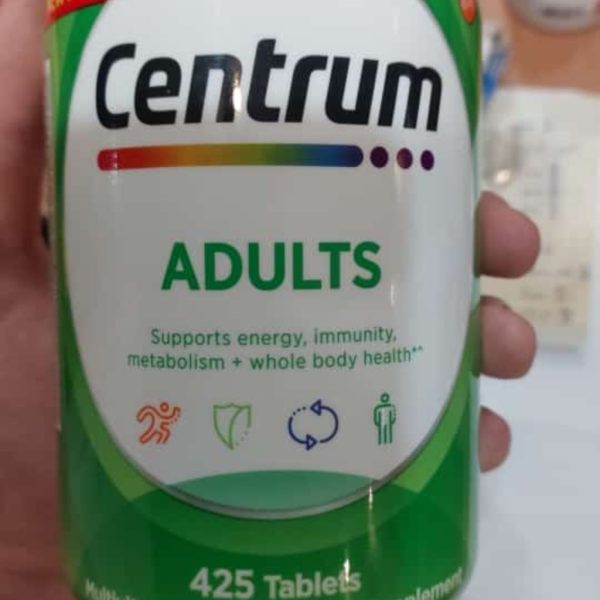 Centrum
ADULTS
Supports energy, immunity,
metabolism + whole body health*^
425 Tablets